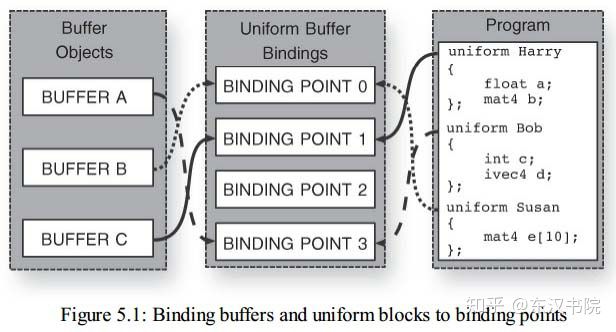 Buffer
Objects
BUFFER A
BUFFER B
BUFFER C
Uniform Buffer
Bindings
BINDING POINT 0
BINDING POINT 1
BINDING POINT 2
BINDING POINT 3
Program
uniform Harry
{
float a;
mat4 b;
};
uniform Bob
{
int c;
ivec4 d;
};
uniform Susan
{
mat4 e[10];
};
知乎 @东汉书院
Figure 5.1: Binding buffers and uniform blocks to binding points